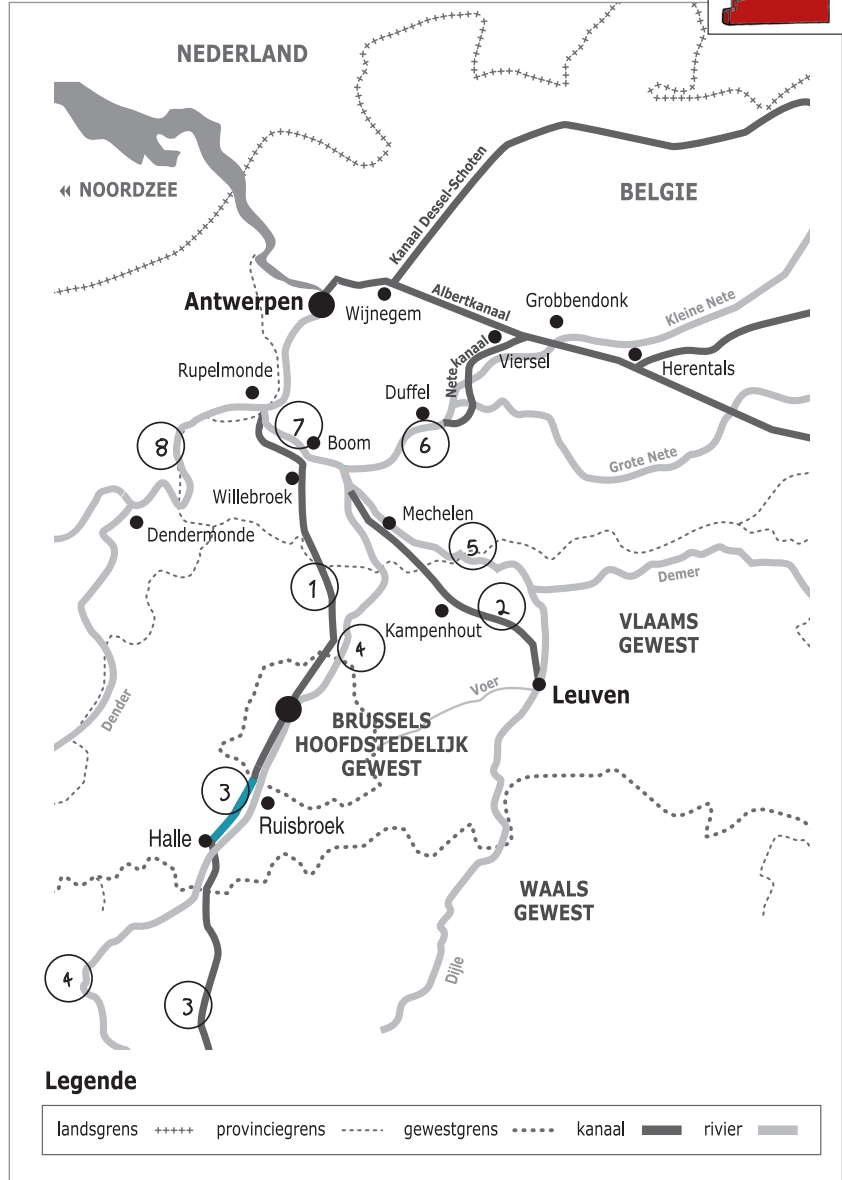 NEDERLAND
NOORDZEE
BELGIE
Kanaal Dessel-Schoten
Antwerpen
Wijnegem
Albertkanaal
Grobbendonk
Kleine Nete
Netekanaal
Viersel
Herentals
Rupelmonde
Duffel
7
Boom
6
8
Grote Nete
Willebroek
Mechelen
Dendermonde
5
Demer
1
2
Kampenhout
VLAAMS
GEWEST
4
Voer
Leuven
Dender
BRUSSELS
HOOFDSTEDELIJK
GEWEST
3
Ruisbroek
Halle
WAALS
GEWEST
4
Dijle
3
Legende
landsgrens provinciegrens gewestgrens kanaal rivier